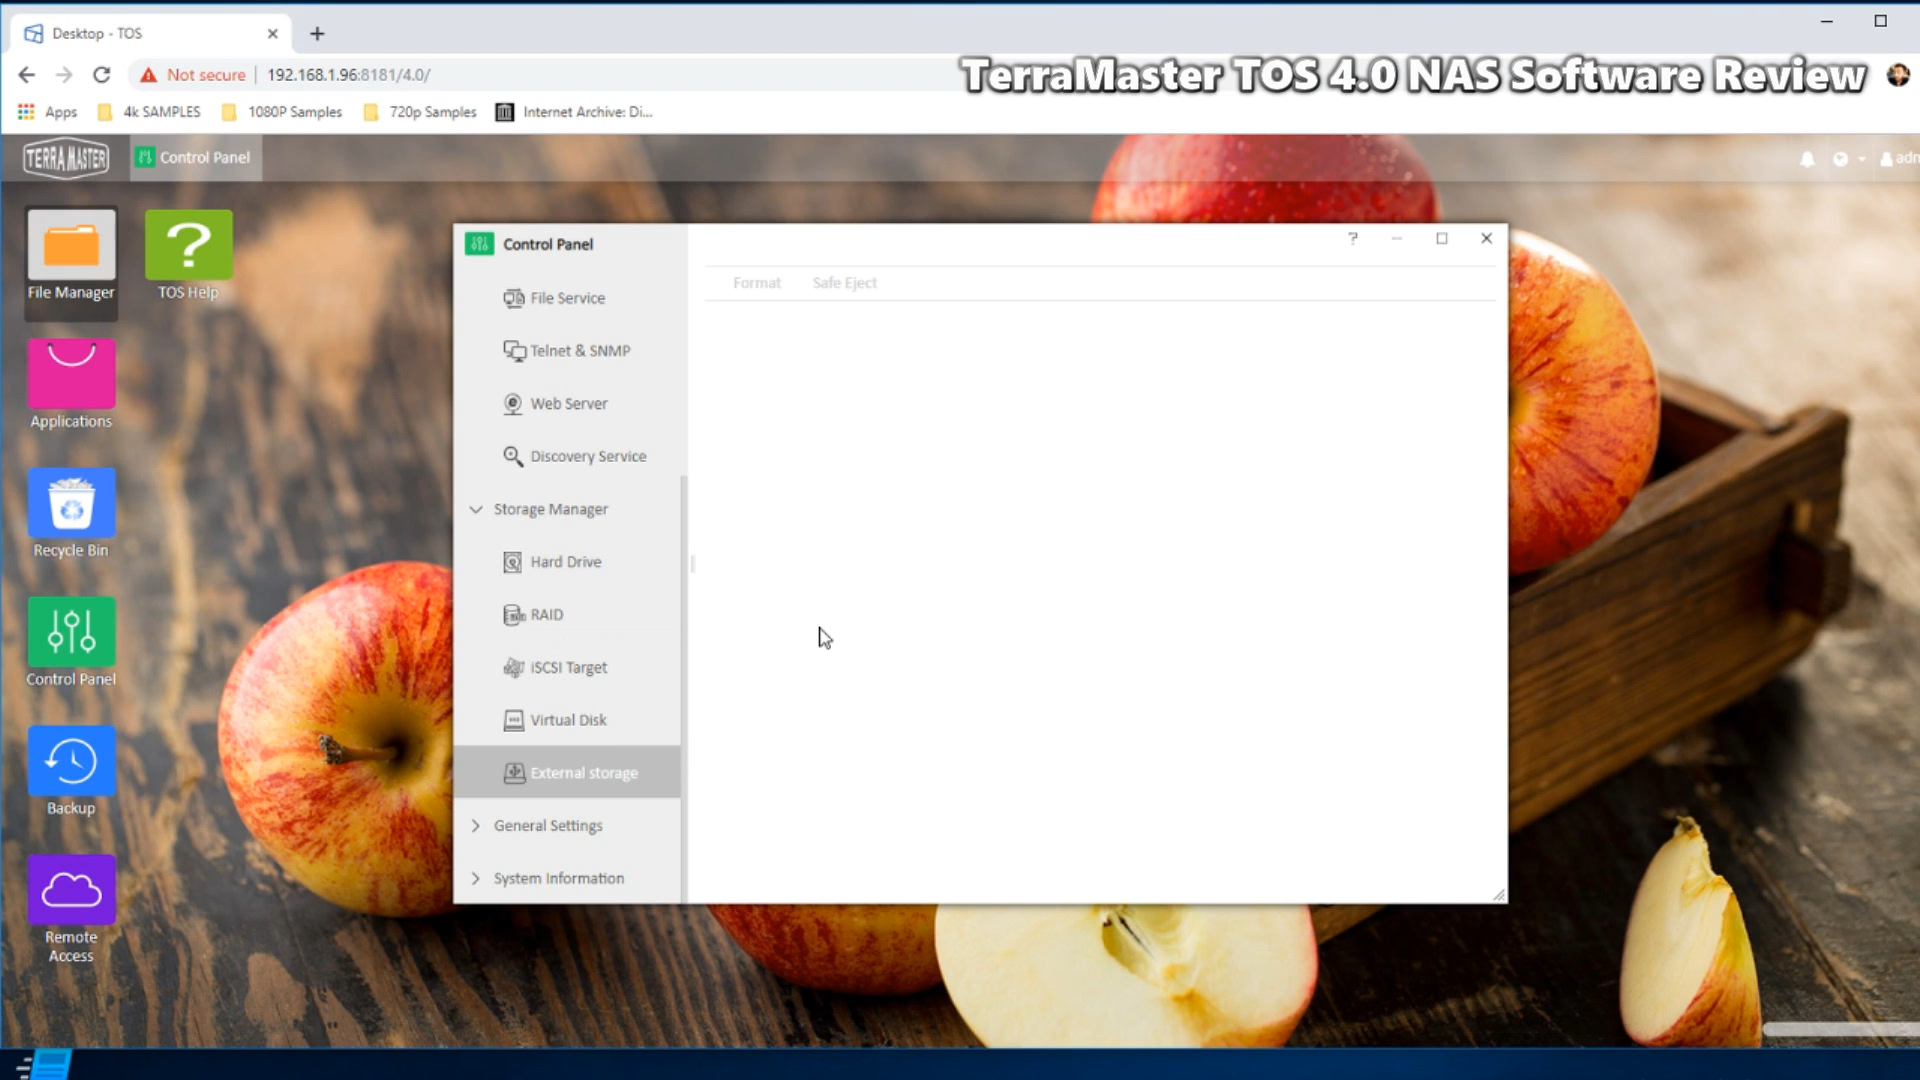 Desktop - TOS
Not secure 192.168.1.96:8181/4.0/
TerraMaster TOS 4.0 NAS Software Review
Apps 4k SAMPLES 1080P Samples 720p Samples Internet Archive: Di...
TERRAMASTER Control Panel adn
File Manager
TOS Help
Applications
Recycle Bin
Control Panel
Backup
Remote
Access
Control Panel
File Service
Telnet & SNMP
Web Server
Discovery Service
Storage Manager
Hard Drive
RAID
iSCSI Target
Virtual Disk
External storage
General Settings
System Information
Format Safe Eject